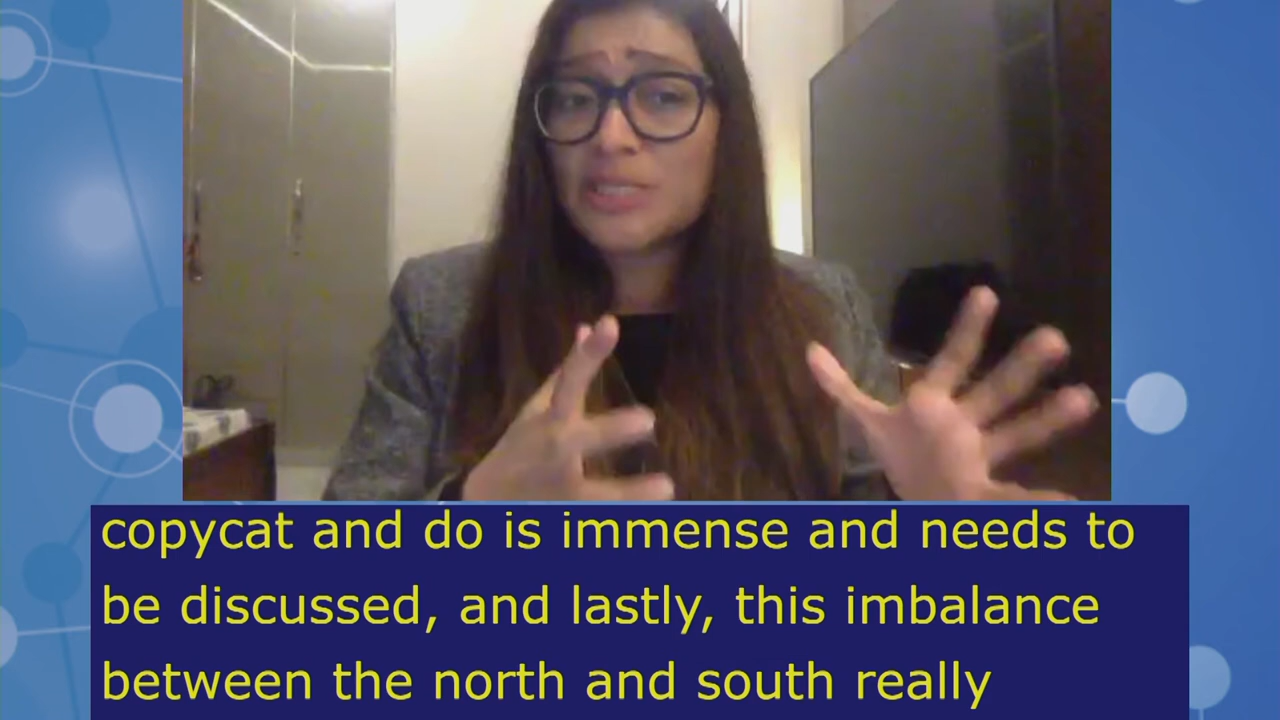 copycat and do is immense and needs to
be discussed, and lastly, this imbalance
between the north and south really